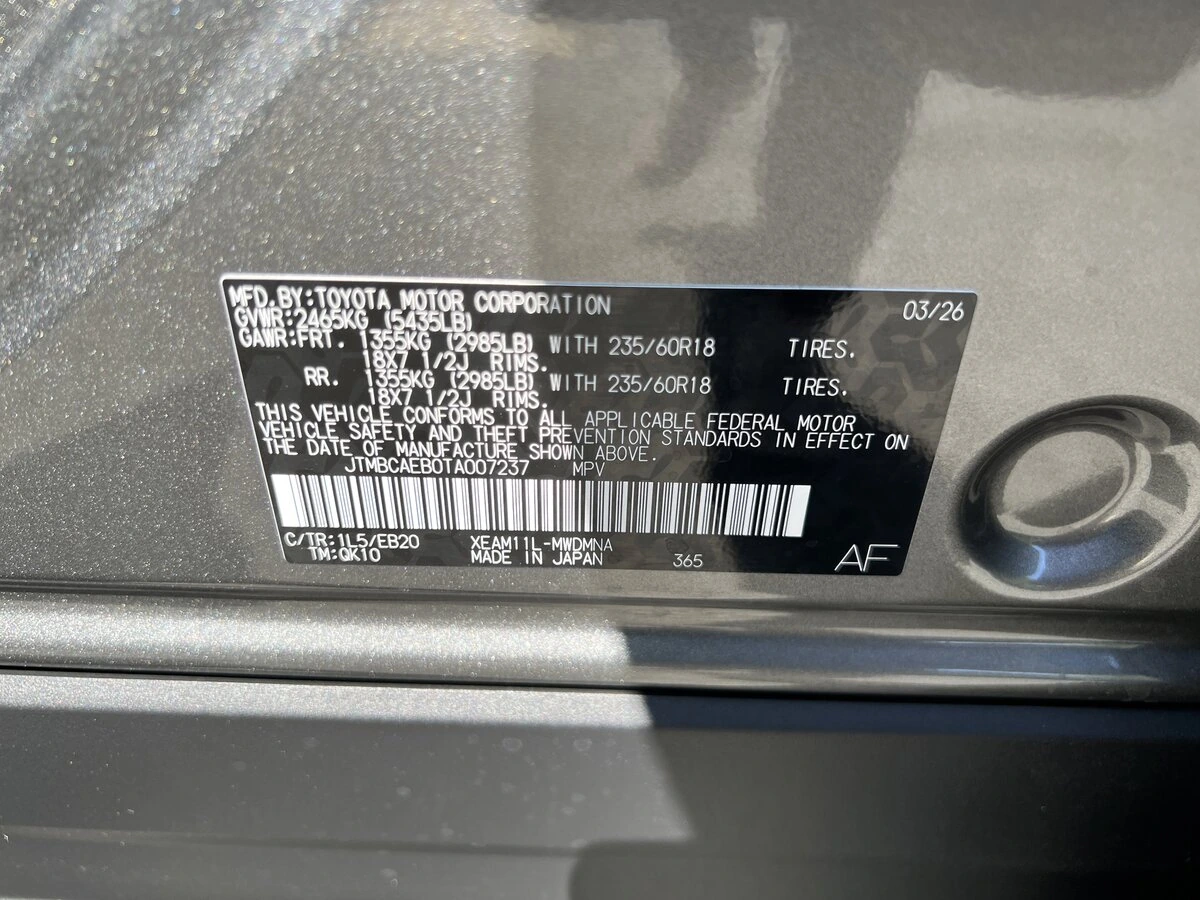 MFD.BY:TOYOTA MOTOR CORPORATION 03/26
GVWR:2465KG (5435LB)
GAWR:FRT. 1355KG (2985LB) WITH 235/60R18 TIRES.
18X7 1/2J RIMS.
RR. 1355KG (2985LB) WITH 235/60R18 TIRES.
18X7 1/2J RIMS.
THIS VEHICLE CONFORMS TO ALL APPLICABLE FEDERAL MOTOR
VEHICLE SAFETY AND THEFT PREVENTION STANDARDS IN EFFECT ON
THE DATE OF MANUFACTURE SHOWN ABOVE.
JTMBCAEB0TA007237 MPV
C/TR:1L5/EB20 XEAM11L-MWDMNA
TM:QK10 MADE IN JAPAN 365 AF